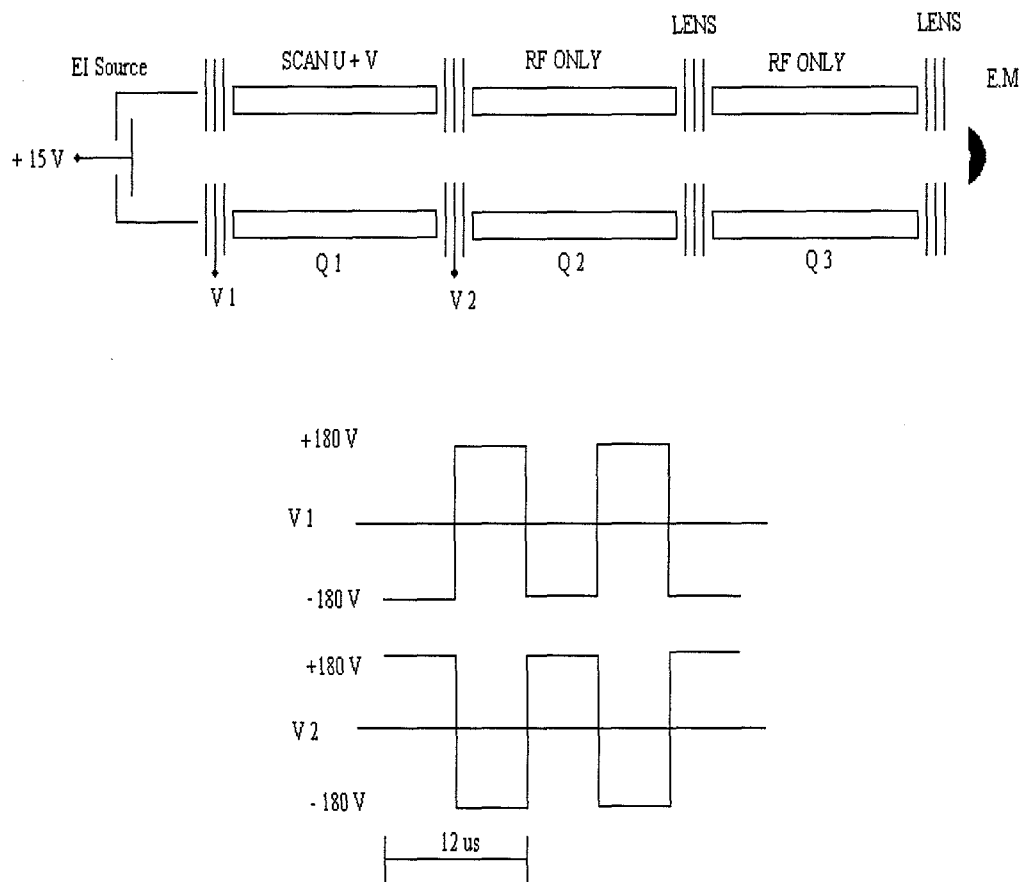 LENS
LENS
EI Source
SCAN U + V
RF ONLY
RF ONLY
E.M
+ 15 V
Q 1
Q 2
Q 3
V 1
V 2
+180 V
V 1
- 180 V
+180 V
V 2
- 180 V
12 us